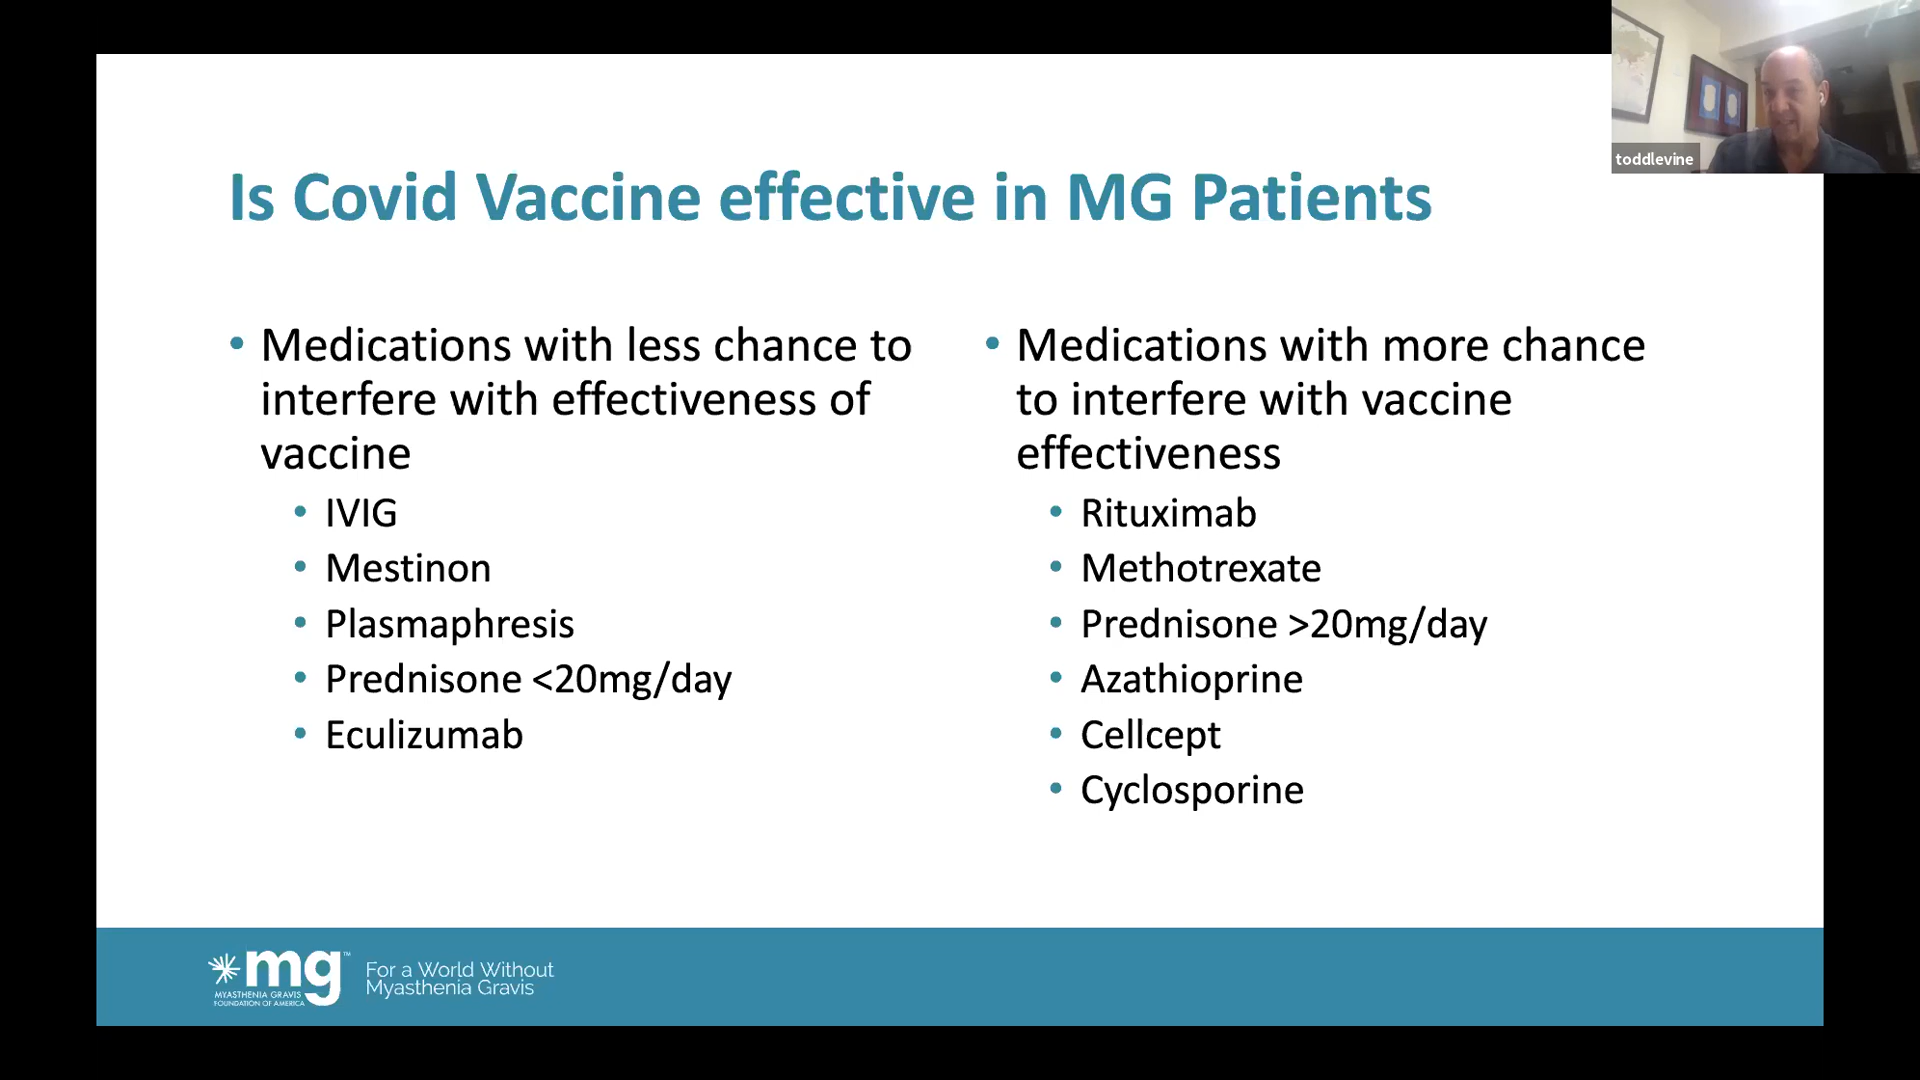 toddlevine
Is Covid Vaccine effective in MG Patients
• Medications with less chance to
interfere with effectiveness of
vaccine
• IVIG
• Mestinon
• Plasmaphresis
• Prednisone <20mg/day
• Eculizumab
• Medications with more chance
to interfere with vaccine
effectiveness
• Rituximab
• Methotrexate
• Prednisone >20mg/day
• Azathioprine
• Cellcept
• Cyclosporine
mg™
MYASTHENIA GRAVIS
FOUNDATION OF AMERICA
For a World Without
Myasthenia Gravis